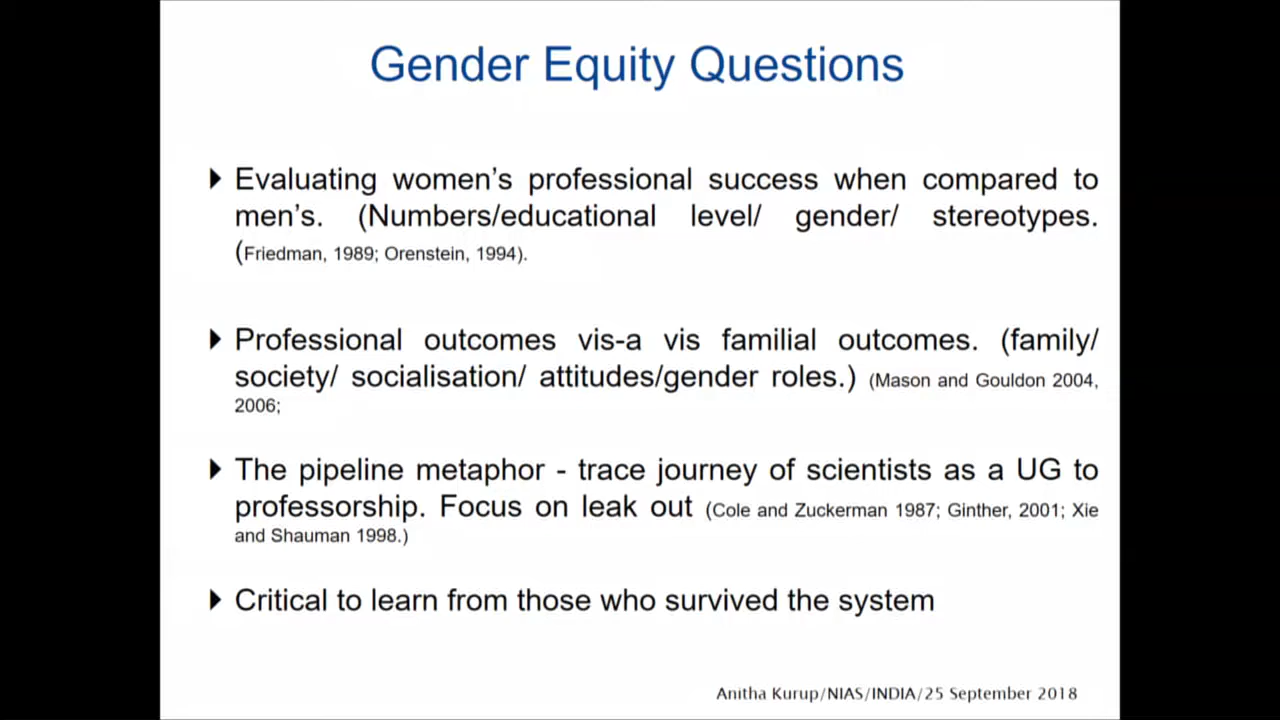 Gender Equity Questions
Evaluating women's professional success when compared to
men's. (Numbers/educational level/ gender/ stereotypes.
(Friedman, 1989; Orenstein, 1994).
Professional outcomes vis-a vis familial outcomes. (family/
society/ socialisation/ attitudes/gender roles.) (Mason and Gouldon 2004,
2006;
The pipeline metaphor - trace journey of scientists as a UG to
professorship. Focus on leak out (Cole and Zuckerman 1987; Ginther, 2001; Xie
and Shauman 1998.)
Critical to learn from those who survived the system
Anitha Kurup/NIAS/INDIA/25 September 2018